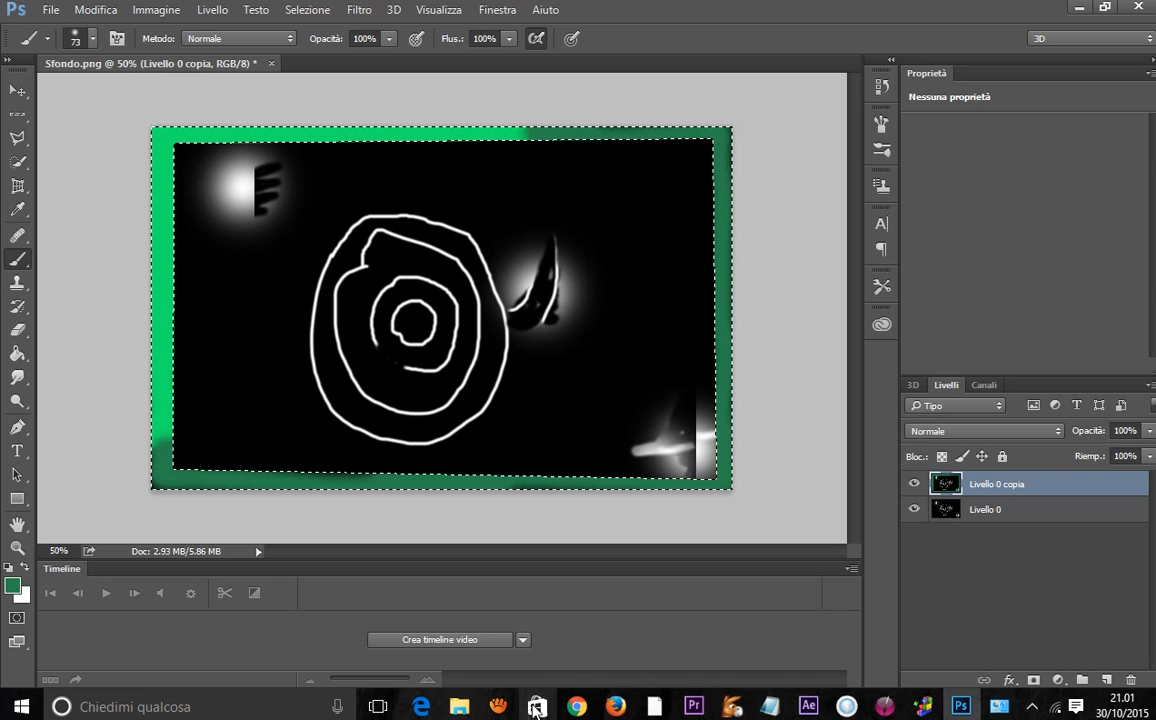 Ps File Modifica Immagine Livello Testo Selezione Filtro 3D Visualizza Finestra Aiuto
73 Metodo: Normale Opacità: 100% Flus.: 100% 3D
Sfondo.png @ 50% (Livello 0 copia, RGB/8) * ×
Proprietà
Nessuna proprietà
3D Livelli Canali
Tipo
Normale Opacità: 100%
Bloc.: Riemp.: 100%
Livello 0 copia
Livello 0
50% Doc: 2.93 MB/5.86 MB
Timeline
Crea timeline video
Chiedimi qualcosa Pr Ae Ps
21.01
30/10/2015